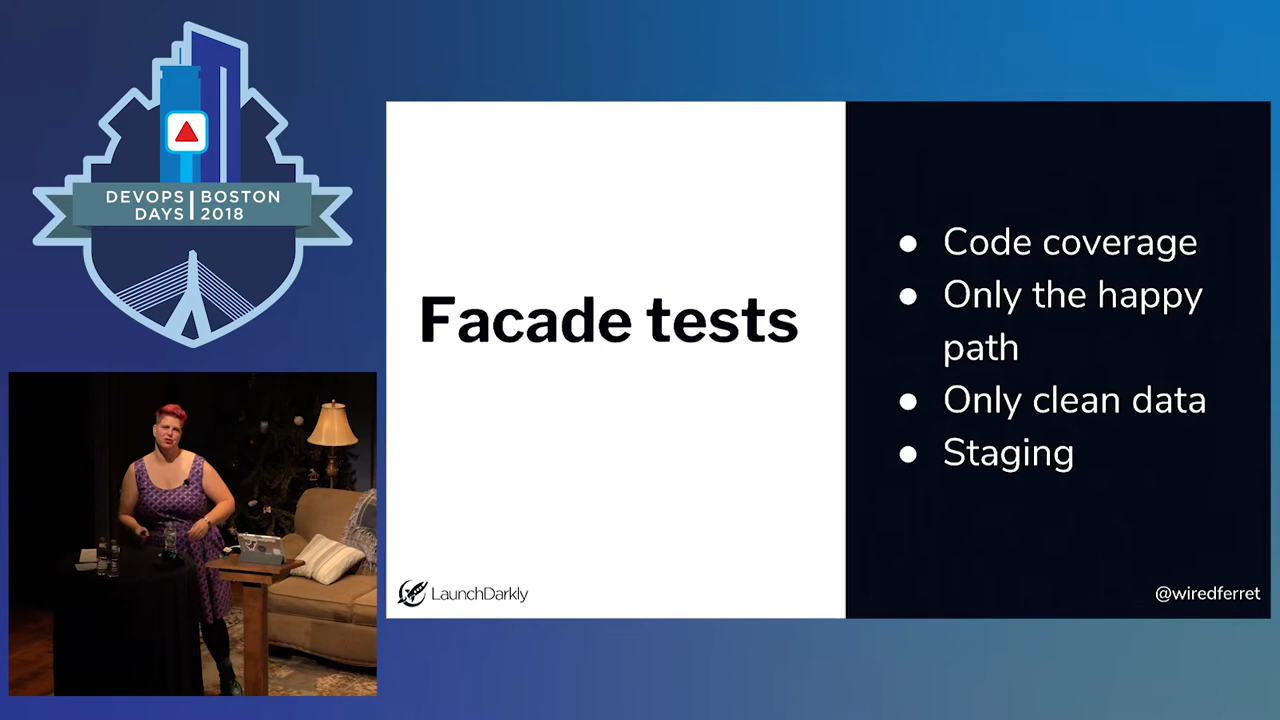 DEVOPS BOSTON
DAYS 2018
Facade tests
Code coverage
Only the happy
path
Only clean data
Staging
LaunchDarkly
@wiredferret